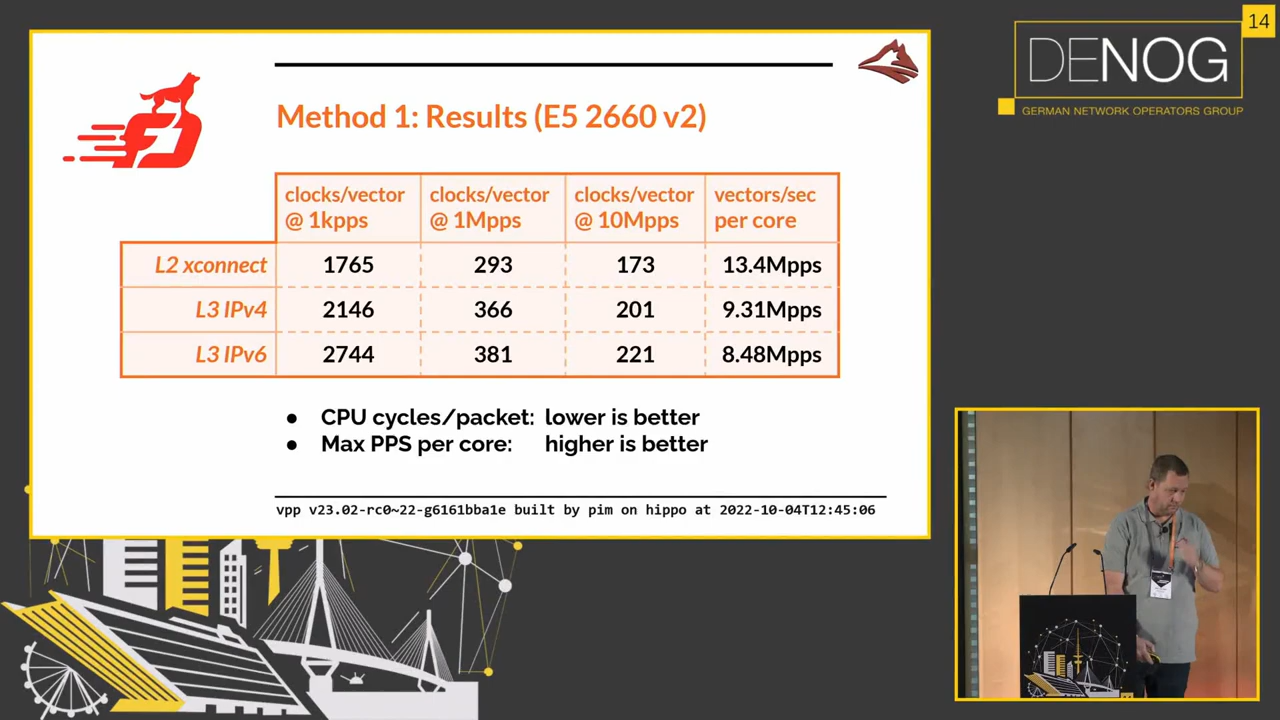 14
DENOG
GERMAN NETWORK OPERATORS GROUP
Method 1: Results (E5 2660 v2)
clocks/vector @ 1kpps
clocks/vector @ 1Mpps
clocks/vector @ 10Mpps
vectors/sec per core
L2 xconnect 1765 293 173 13.4Mpps
L3 IPv4 2146 366 201 9.31Mpps
L3 IPv6 2744 381 221 8.48Mpps
● CPU cycles/packet: lower is better
● Max PPS per core: higher is better
vpp v23.02-rc0~22-g6161bba1e built by pim on hippo at 2022-10-04T12:45:06